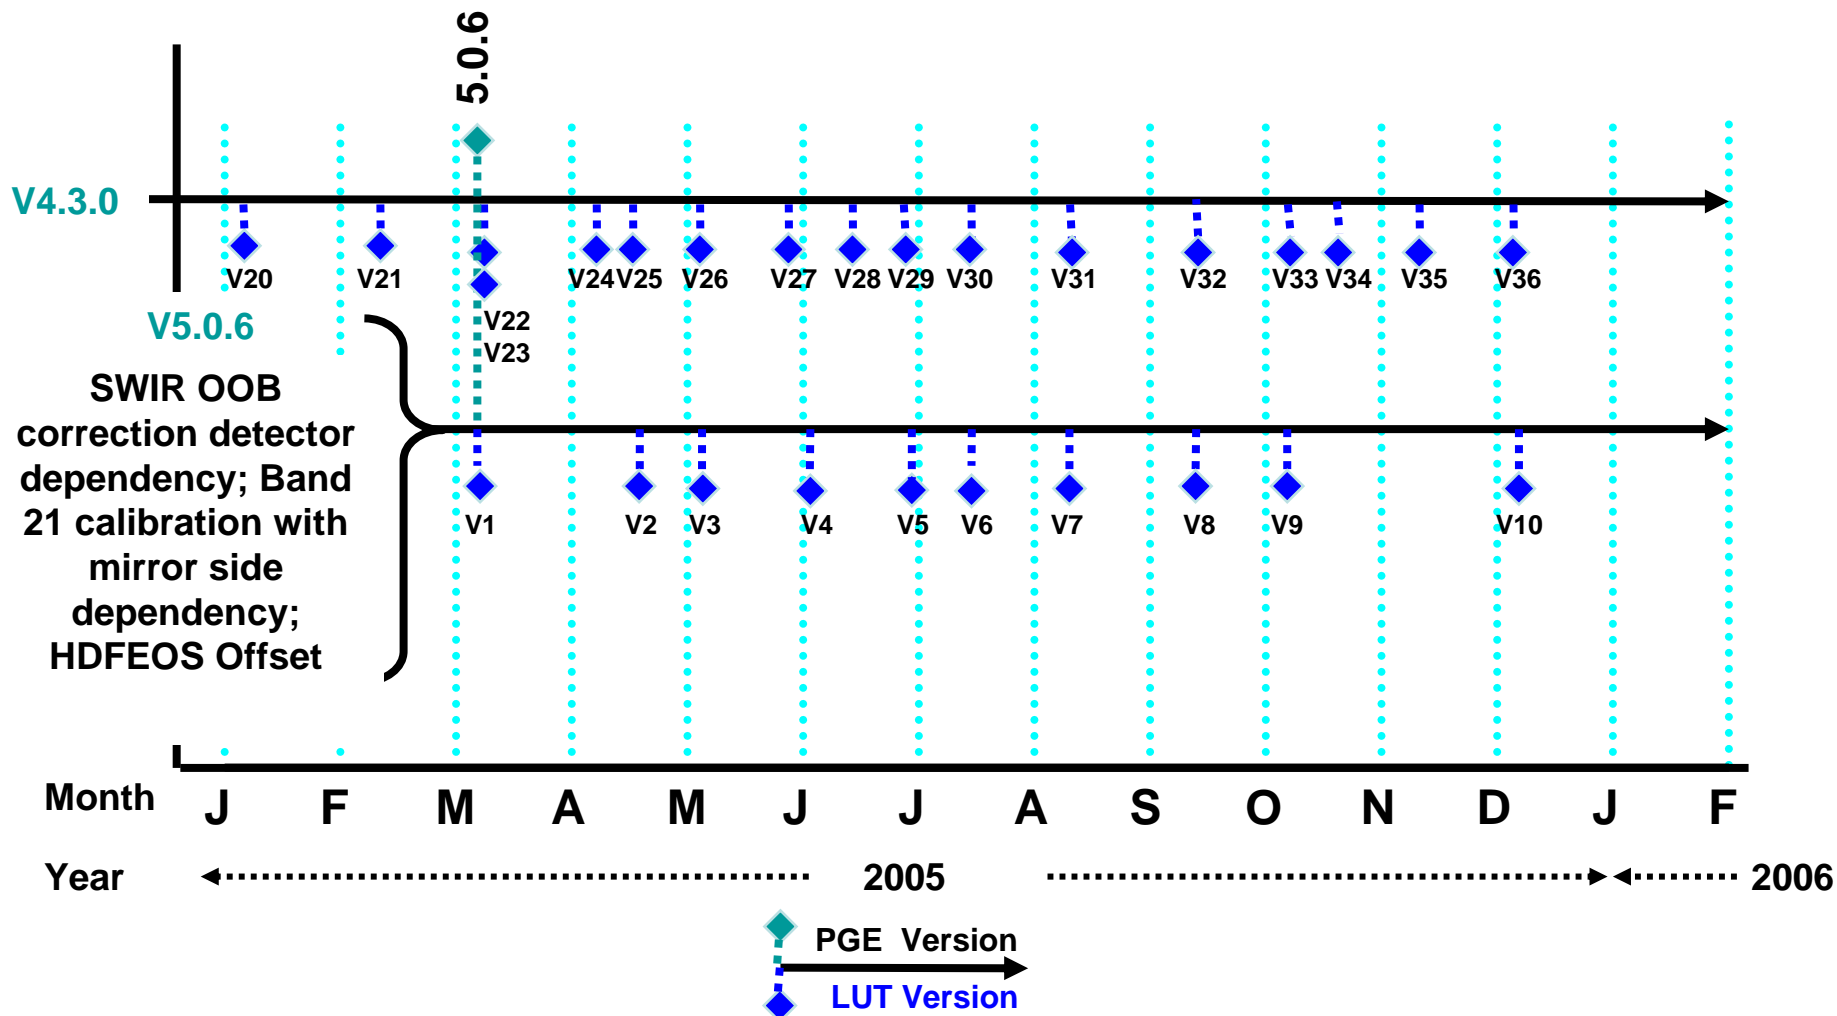 5.0.6
V4.3.0
V20 V21 V24 V25 V26 V27 V28 V29 V30 V31 V32 V33 V34 V35 V36
V22
V23
V5.0.6
SWIR OOB
correction detector
dependency; Band
21 calibration with
mirror side
dependency;
HDFEOS Offset
V1 V2 V3 V4 V5 V6 V7 V8 V9 V10
Month J F M A M J J A S O N D J F
Year 2005 2006
PGE Version
LUT Version